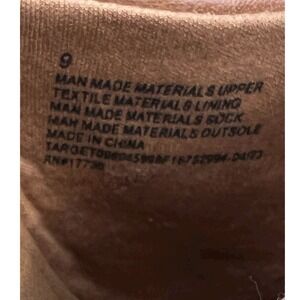 9
MAN MADE MATERIALS UPPER
TEXTILE MATERIALS LINING
MAN MADE MATERIALS SOCK
MAN MADE MATERIALS OUTSOLE
MADE IN CHINA